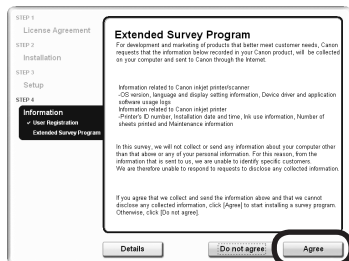 STEP 1
License Agreement
STEP 2
Installation
STEP 3
Setup
STEP 4
Information
✓ User Registration
Extended Survey Program
Extended Survey Program
For development and marketing of products that better meet customer needs, Canon
requests that the information below recorded in your Canon product, will be collected
on your computer and sent to Canon through the Internet.
Information related to Canon inkjet printer/scanner
-OS version, language and display setting information, Device driver and application
software usage logs
Information related to Canon inkjet printer
-Printer's ID number, Installation date and time, Ink use information, Number of
sheets printed and Maintenance information
In this survey, we will not collect or send any information about your computer other
than that above or any of your personal information. For this reason, from the
information that is sent to us, we are unable to identify specific customers.
We are therefore unable to respond to requests to disclose any collected information.
If you agree that we collect and send the information above and that we cannot
disclose any collected information, click [Agree] to start installing a survey program.
Otherwise, click [Do not agree].
Details
Do not agree
Agree